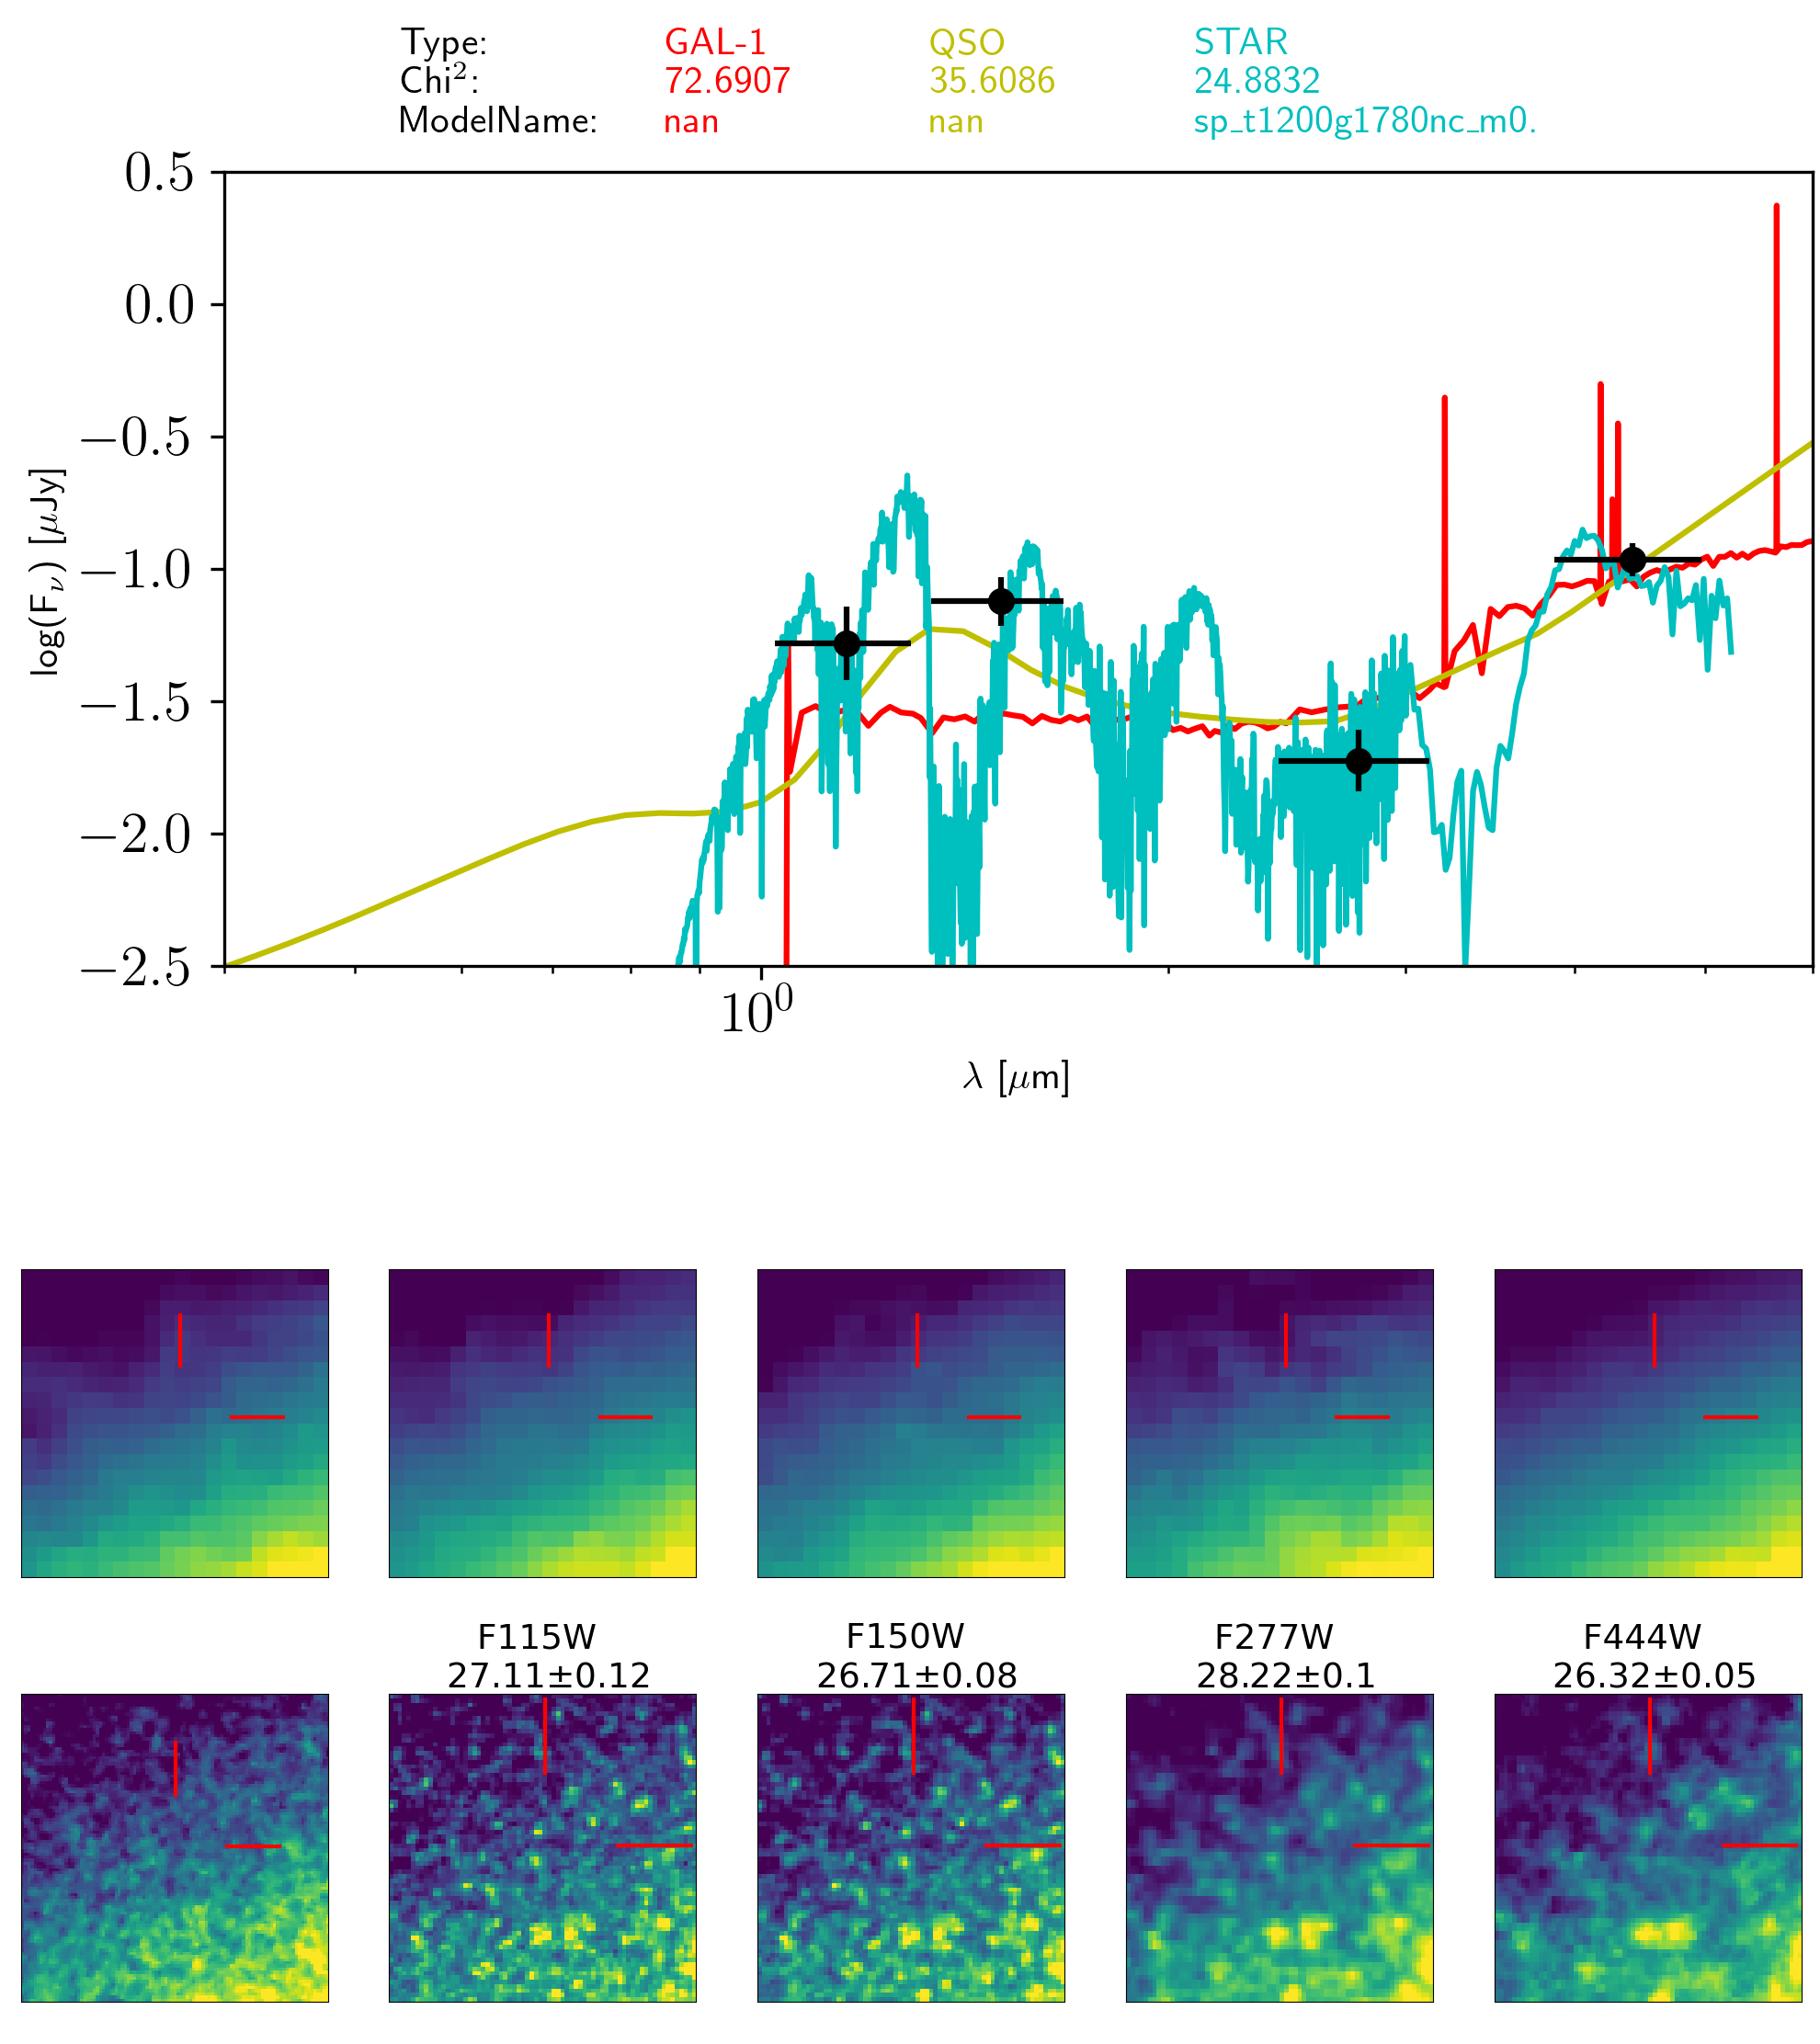 Type: GAL-1 QSO STAR
Chi²: 72.6907 35.6086 24.8832
ModelName: nan nan sp_t1200g1780nc_m0.
0.5
0.0
−0.5
−1.0
−1.5
−2.0
−2.5
log(Fν) [μJy]
10⁰
λ [μm]
F115W F150W F277W F444W
27.11±0.12 26.71±0.08 28.22±0.1 26.32±0.05